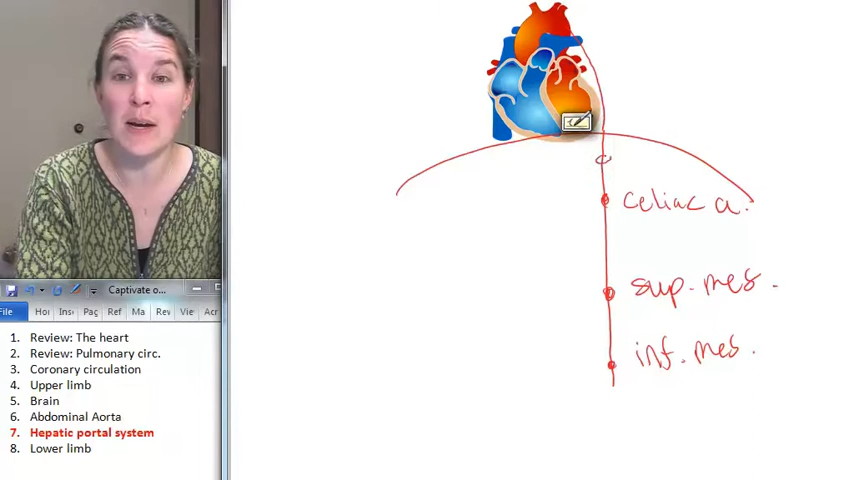 celiac a.
sup. mes.
inf. mes.
Captivate o...
File Hor Ins Pag Ref Ma Rev Vie Acr
1. Review: The heart
2. Review: Pulmonary circ.
3. Coronary circulation
4. Upper limb
5. Brain
6. Abdominal Aorta
7. Hepatic portal system
8. Lower limb